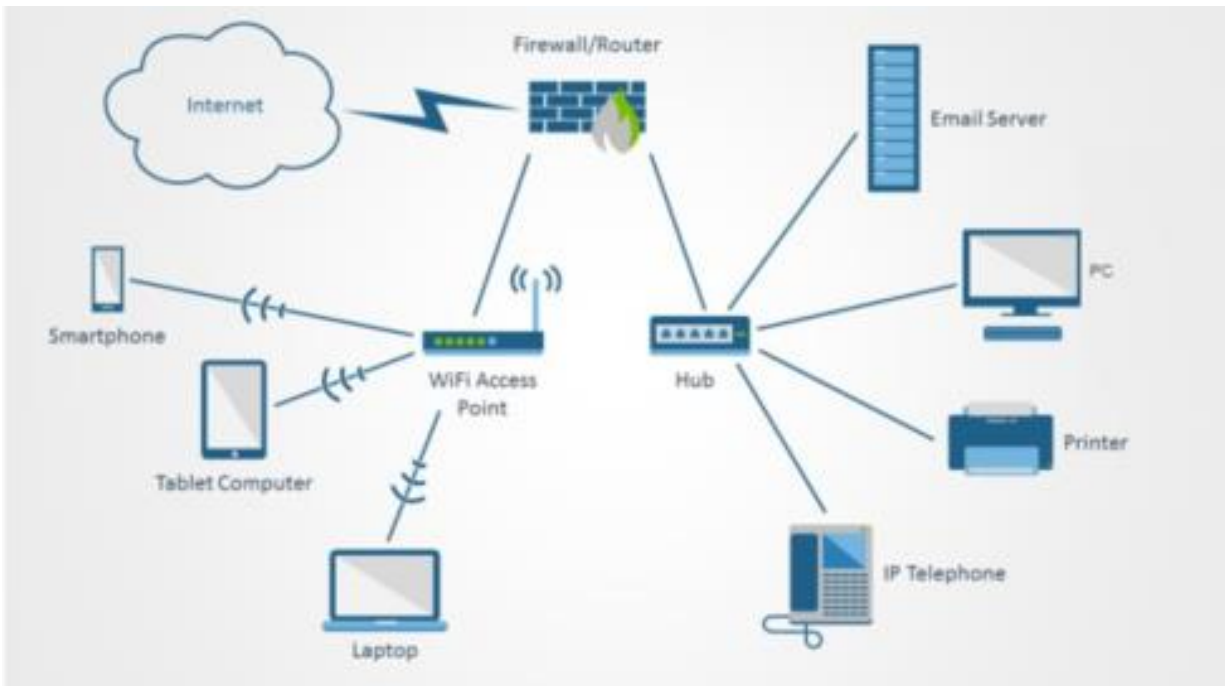 Firewall/Router
Internet
Email Server
PC
Smartphone
WiFi Access
Point
Hub
Tablet Computer
Printer
IP Telephone
Laptop